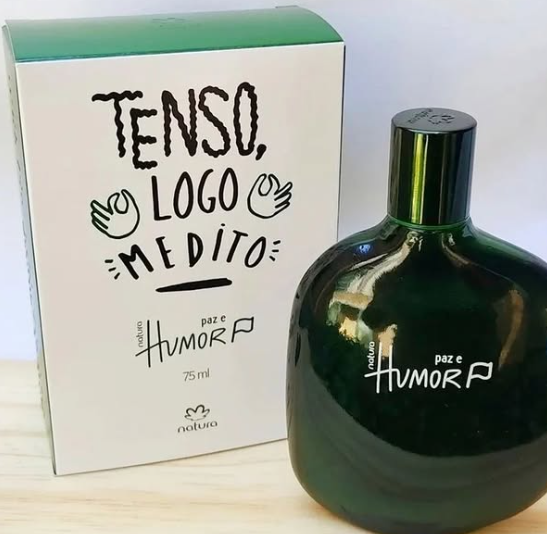 TENSO,
LOGO
MEDITO
paz e
natura
HUMOR
75 ml
natura
paz e
natura
HUMOR